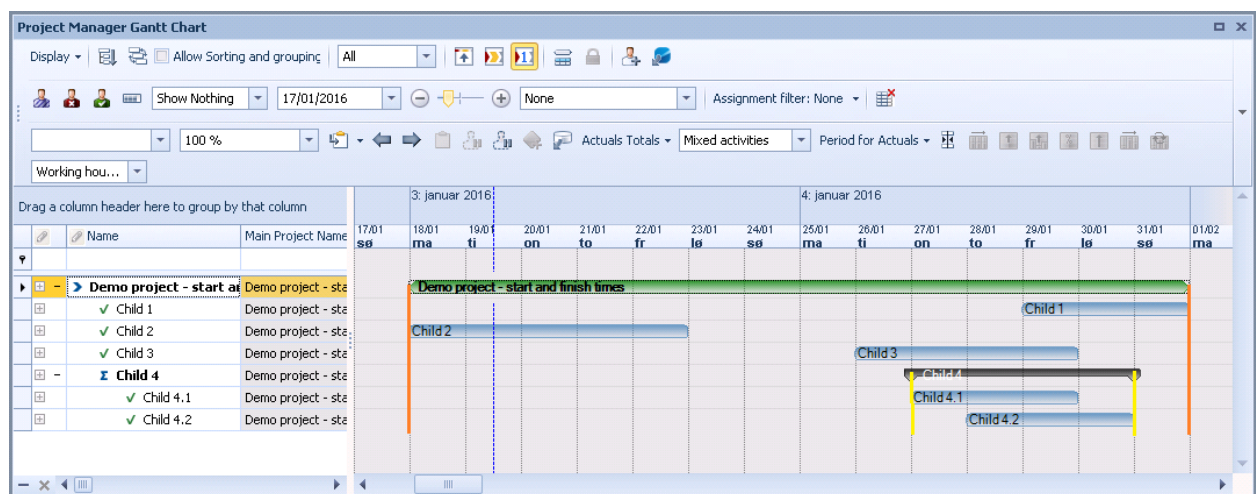 Project Manager Gantt Chart
Display Allow Sorting and grouping All
Show Nothing 17/01/2016 None Assignment filter: None
100 % Actuals Totals Mixed activities Period for Actuals
Working hou...
Drag a column header here to group by that column
3: januar 2016 4: januar 2016
Name Main Project Name
17/01 18/01 19/01 20/01 21/01 22/01 23/01 24/01 25/01 26/01 27/01 28/01 29/01 30/01 31/01 01/02
sø ma ti on to fr lø sø ma ti on to fr lø sø ma
Demo project - start a Demo project - sta Demo project - start and finish times
Child 1 Demo project - sta Child 1
Child 2 Demo project - sta Child 2
Child 3 Demo project - sta Child 3
Σ Child 4 Demo project - sta Child 4
Child 4.1 Demo project - sta Child 4.1
Child 4.2 Demo project - sta Child 4.2